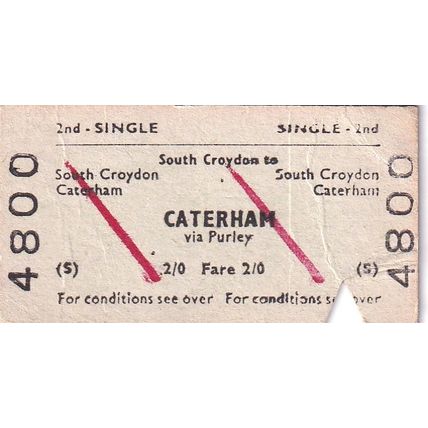 4800
2nd - SINGLE SINGLE - 2nd
South Croydon to
South Croydon South Croydon
Caterham Caterham
CATERHAM
via Purley
(S) 2/0 Fare 2/0 (S)
For conditions see over For conditions see over
4800